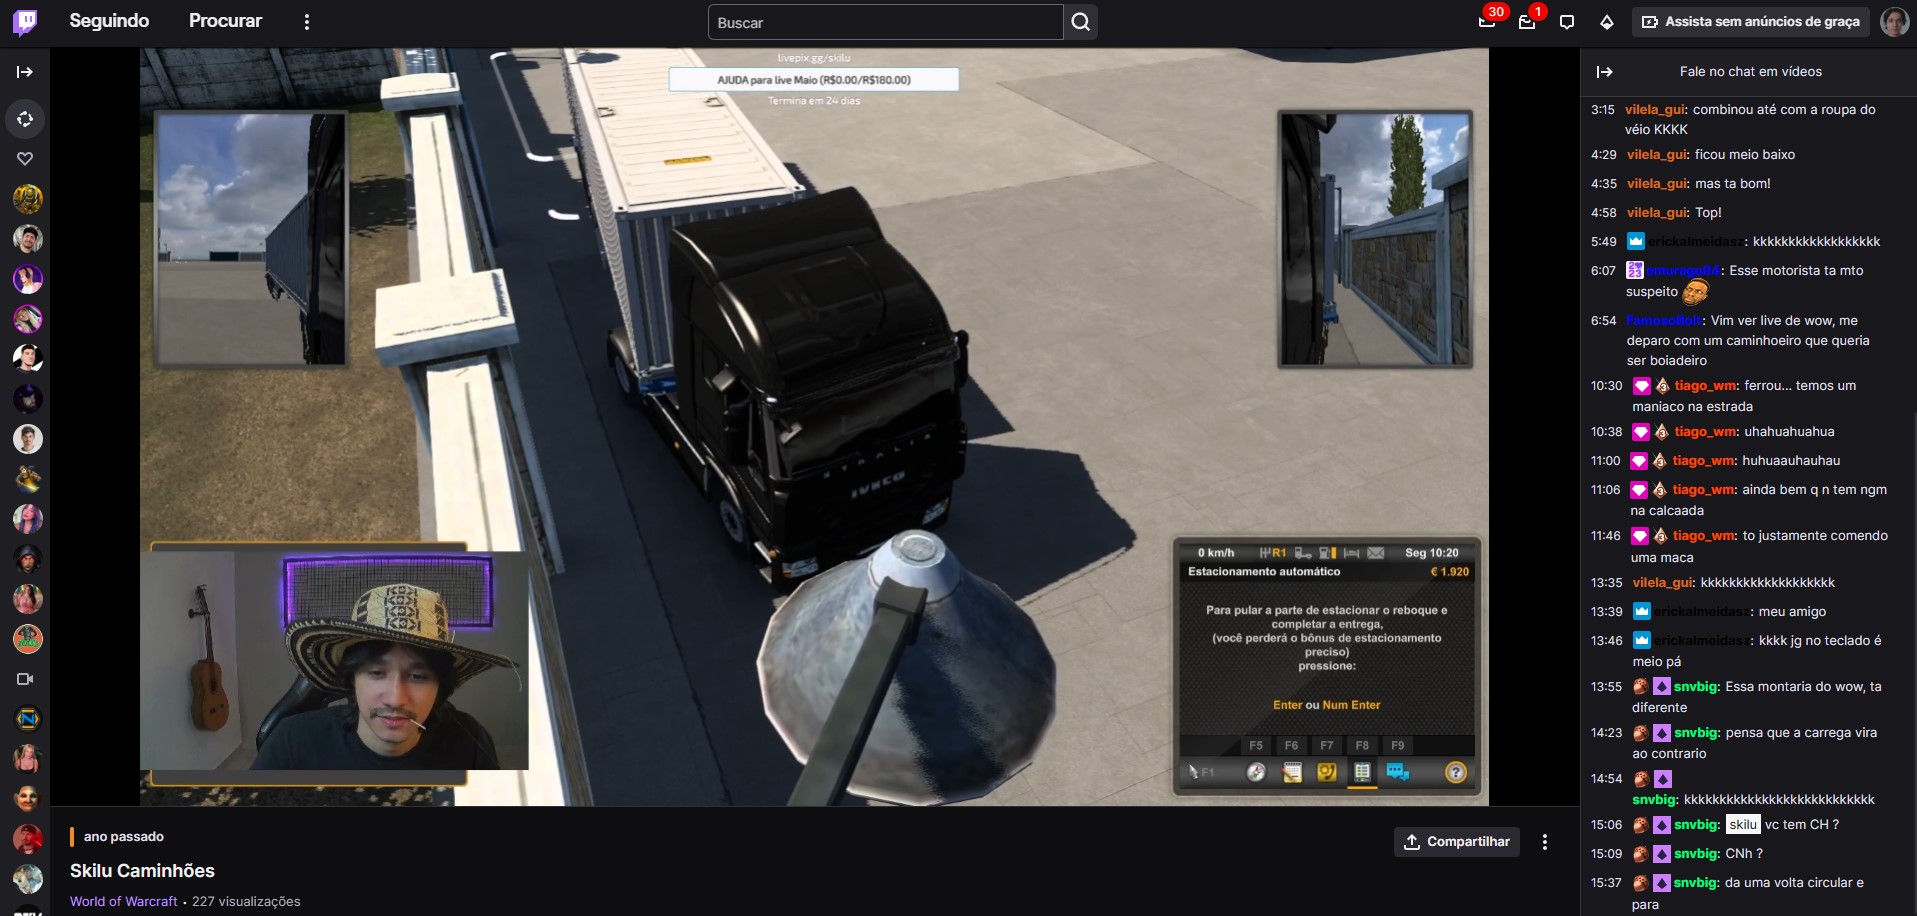 Seguindo
Procurar
Buscar
30
1
Assista sem anúncios de graça
livepix.gg/skilu
AJUDA para live Maio (R$0.00/R$180.00)
Termina em 24 dias
STRALIS
IVECO
0 km/h
R1
Seg 10:20
Estacionamento automático
€ 1.920
Para pular a parte de estacionar o reboque e
completar a entrega,
(você perderá o bônus de estacionamento
preciso)
pressione:
Enter ou Num Enter
F5 F6 F7 F8 F9
F1
ano passado
Compartilhar
Skilu Caminhões
World of Warcraft • 227 visualizações
Fale no chat em vídeos
3:15 vilela_gui: combinou até com a roupa do
véio KKKK
4:29 vilela_gui: ficou meio baixo
4:35 vilela_gui: mas ta bom!
4:58 vilela_gui: Top!
5:49 erickalmeidasz: kkkkkkkkkkkkkkkkkk
6:07 emurago94: Esse motorista ta mto
suspeito
6:54 FamosoBolt: Vim ver live de wow, me
deparo com um caminhoeiro que queria
ser boiadeiro
10:30 tiago_wm: ferrou... temos um
maniaco na estrada
10:38 tiago_wm: uhahuahuahua
11:00 tiago_wm: huhuaauhauhau
11:06 tiago_wm: ainda bem q n tem ngm
na calcaada
11:46 tiago_wm: to justamente comendo
uma maca
13:35 vilela_gui: kkkkkkkkkkkkkkkkkkk
13:39 erickalmeidasz: meu amigo
13:46 erickalmeidasz: kkkk jg no teclado é
meio pá
13:55 snvbig: Essa montaria do wow, ta
diferente
14:23 snvbig: pensa que a carrega vira
ao contrario
14:54
snvbig: kkkkkkkkkkkkkkkkkkkkkkkkkkk
15:06 snvbig: skilu vc tem CH ?
15:09 snvbig: CNh ?
15:37 snvbig: da uma volta circular e
para